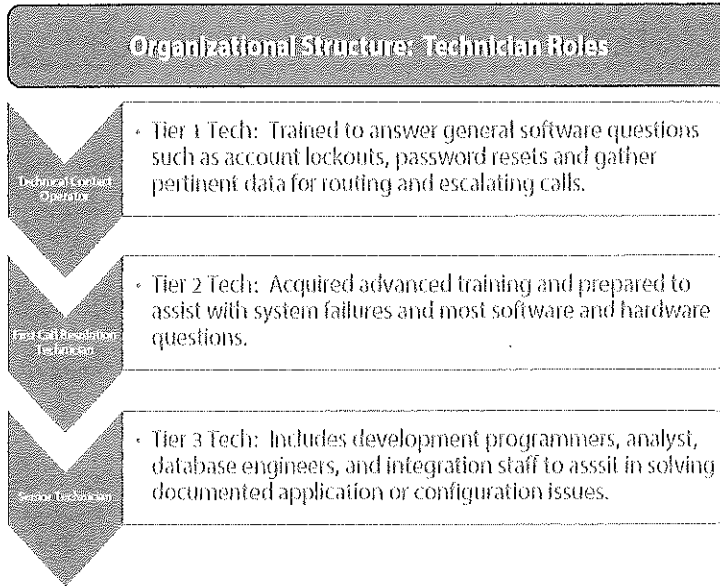 Organizational Structure: Technician Roles
Technical Contact
Operator
• Tier 1 Tech: Trained to answer general software questions
such as account lockouts, password resets and gather
pertinent data for routing and escalating calls.
First Call Resolution
Technician
• Tier 2 Tech: Acquired advanced training and prepared to
assist with system failures and most software and hardware
questions.
Senior Technician
• Tier 3 Tech: Includes development programmers, analyst,
database engineers, and integration staff to asssit in solving
documented application or configuration issues.